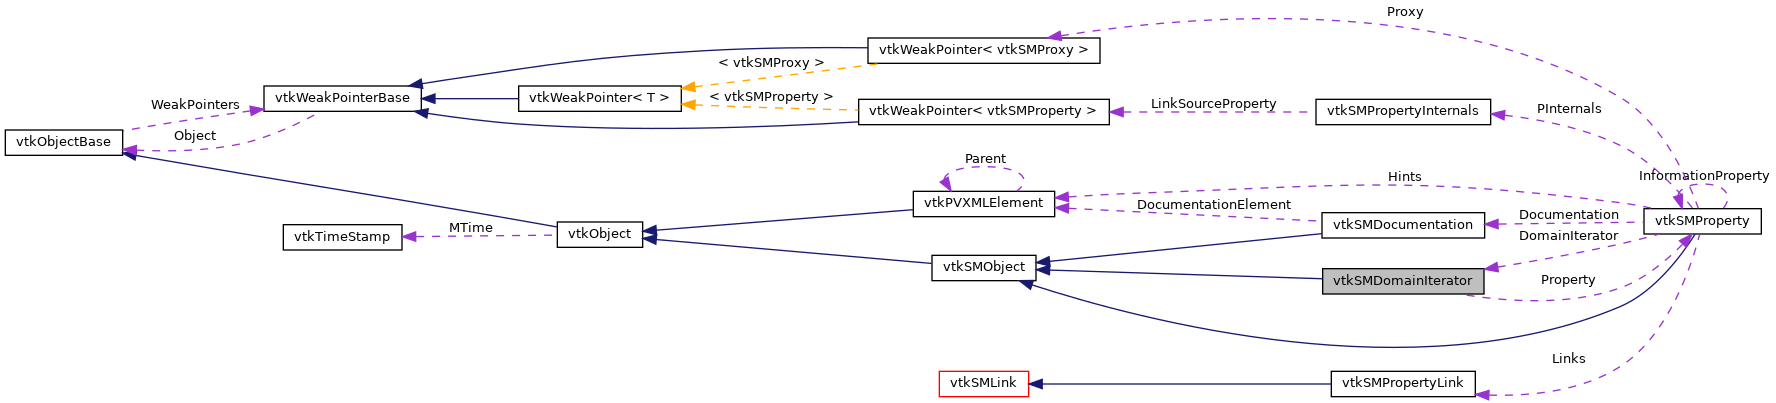 Proxy
vtkWeakPointer< vtkSMProxy >
< vtkSMProxy >
vtkWeakPointerBase
vtkWeakPointer< T >
< vtkSMProperty >
WeakPointers
LinkSourceProperty
PInternals
vtkWeakPointer< vtkSMProperty >
vtkSMPropertyInternals
Object
vtkObjectBase
Parent
Hints
InformationProperty
vtkPVXMLElement
DocumentationElement
Documentation
vtkSMProperty
MTime
vtkSMDocumentation
vtkTimeStamp
vtkObject
DomainIterator
vtkSMObject
vtkSMDomainIterator
Property
Links
vtkSMLink
vtkSMPropertyLink